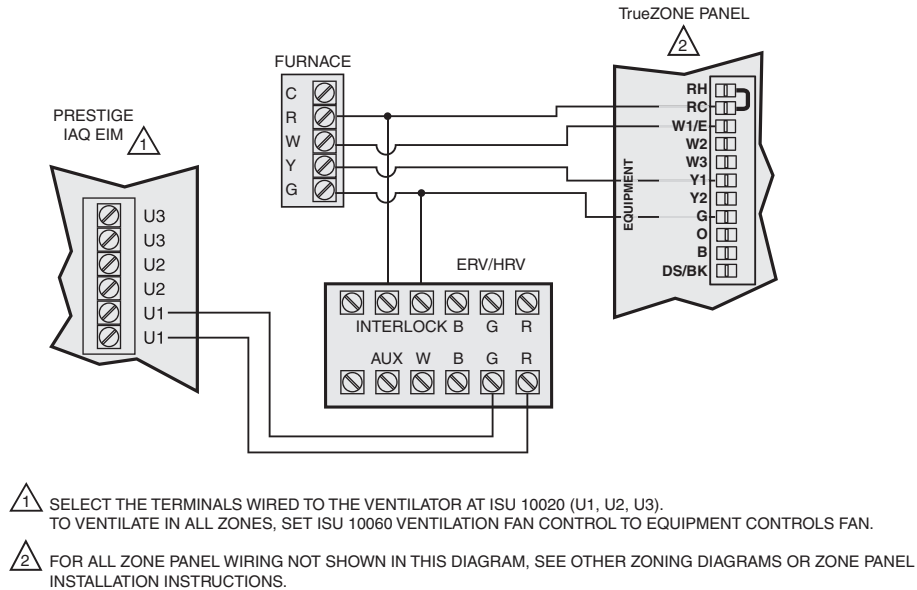 TrueZONE PANEL
2
FURNACE
C
R
W
Y
G
PRESTIGE
IAQ EIM
1
U3
U3
U2
U2
U1
U1
EQUIPMENT
RH
RC
W1/E
W2
W3
Y1
Y2
G
O
B
DS/BK
ERV/HRV
INTERLOCK B G R
AUX W B G R
1 SELECT THE TERMINALS WIRED TO THE VENTILATOR AT ISU 10020 (U1, U2, U3).
TO VENTILATE IN ALL ZONES, SET ISU 10060 VENTILATION FAN CONTROL TO EQUIPMENT CONTROLS FAN.
2 FOR ALL ZONE PANEL WIRING NOT SHOWN IN THIS DIAGRAM, SEE OTHER ZONING DIAGRAMS OR ZONE PANEL
INSTALLATION INSTRUCTIONS.